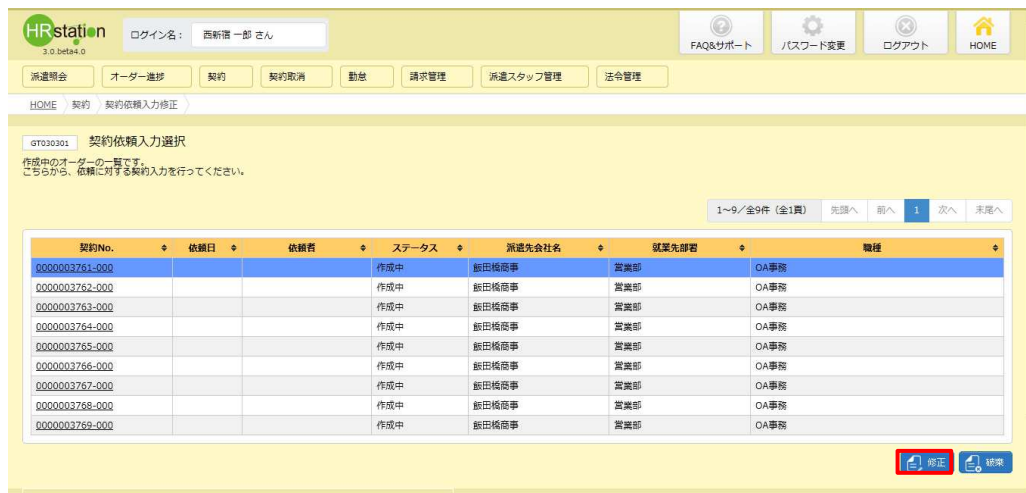 HRstation
3.0.beta4.0
ログイン名： 西新宿 一郎 さん
FAQ&サポート パスワード変更 ログアウト HOME
派遣照会 オーダー進捗 契約 契約取消 勤怠 請求管理 派遣スタッフ管理 法令管理
HOME 契約 契約依頼入力修正
GT030301 契約依頼入力選択
作成中のオーダーの一覧です。
こちらから、依頼に対する契約入力を行ってください。
1～9／全9件（全1頁） 先頭へ 前へ 1 次へ 末尾へ
契約No. 依頼日 依頼者 ステータス 派遣先会社名 就業先部署 職種
0000003761-000 作成中 飯田橋商事 営業部 OA事務
0000003762-000 作成中 飯田橋商事 営業部 OA事務
0000003763-000 作成中 飯田橋商事 営業部 OA事務
0000003764-000 作成中 飯田橋商事 営業部 OA事務
0000003765-000 作成中 飯田橋商事 営業部 OA事務
0000003766-000 作成中 飯田橋商事 営業部 OA事務
0000003767-000 作成中 飯田橋商事 営業部 OA事務
0000003768-000 作成中 飯田橋商事 営業部 OA事務
0000003769-000 作成中 飯田橋商事 営業部 OA事務
修正 破棄